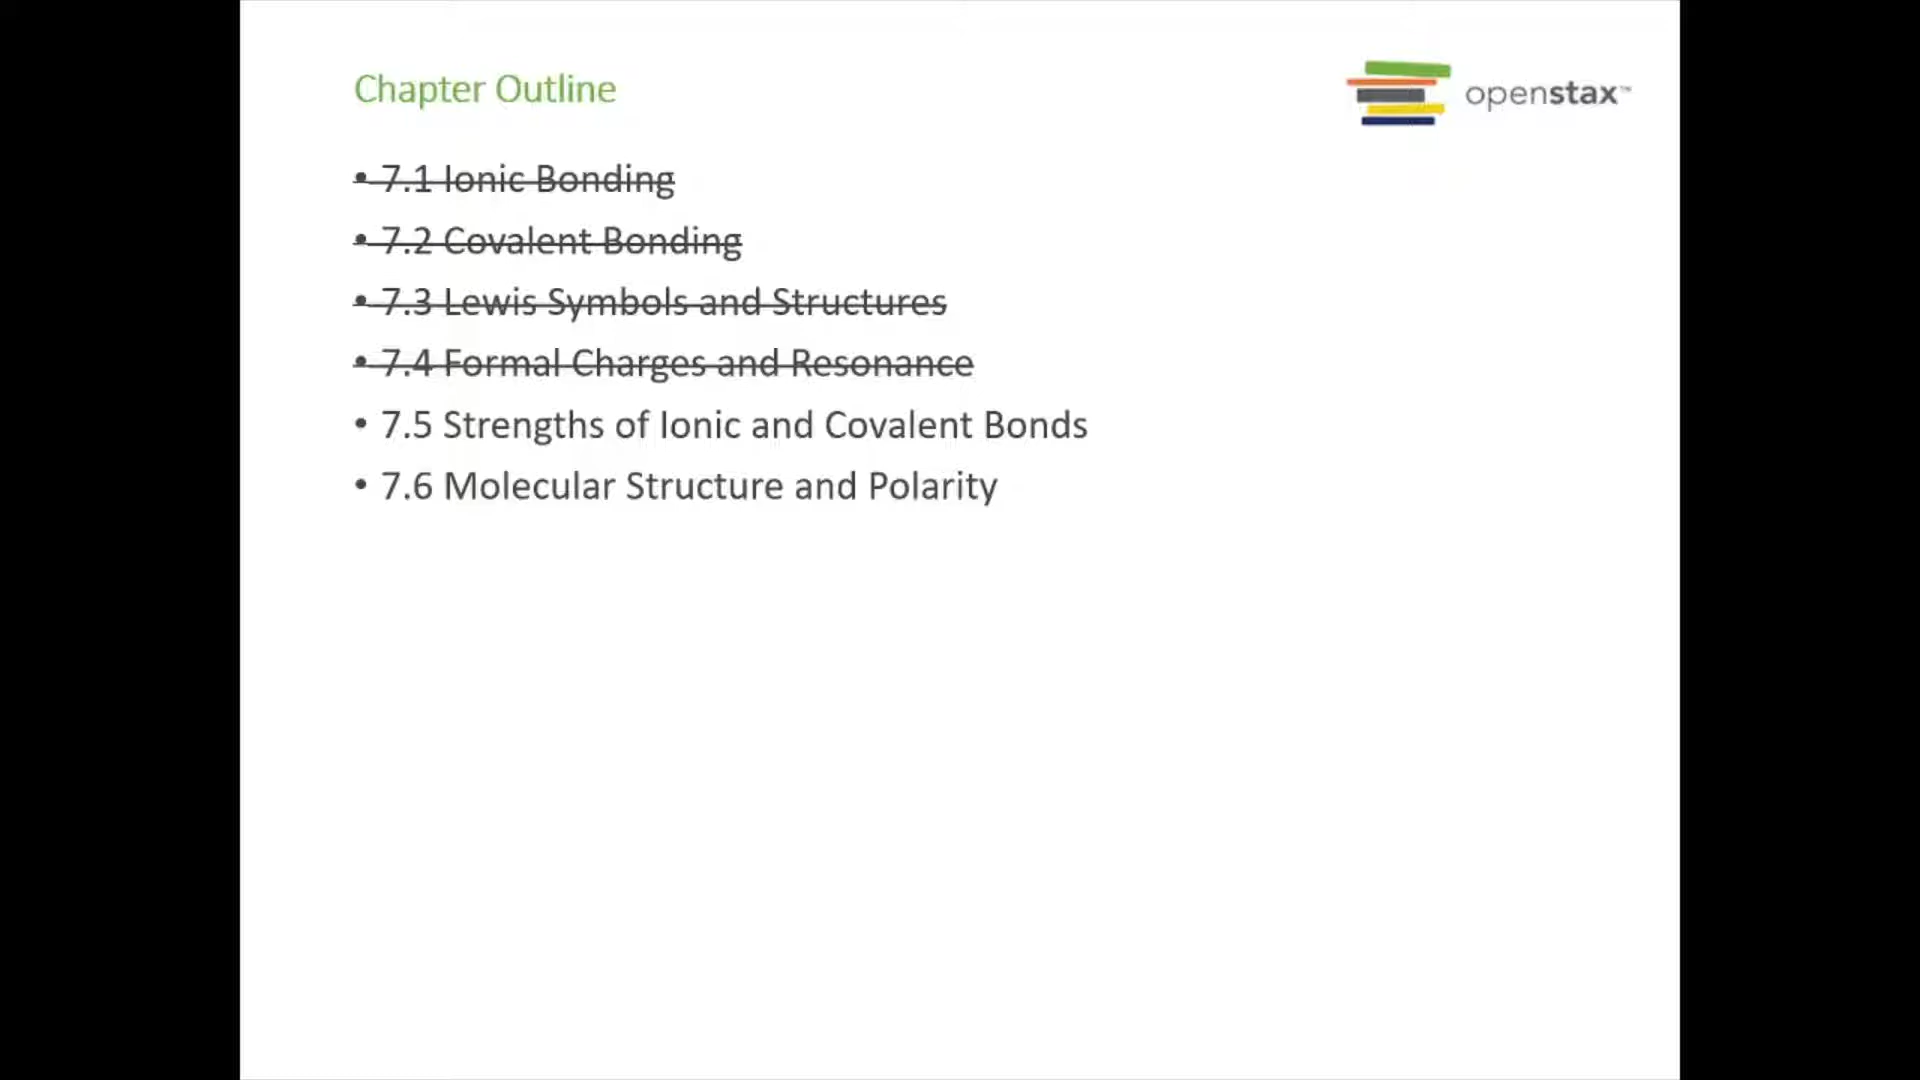 Chapter Outline
openstax™
• 7.1 Ionic Bonding
• 7.2 Covalent Bonding
• 7.3 Lewis Symbols and Structures
• 7.4 Formal Charges and Resonance
• 7.5 Strengths of Ionic and Covalent Bonds
• 7.6 Molecular Structure and Polarity